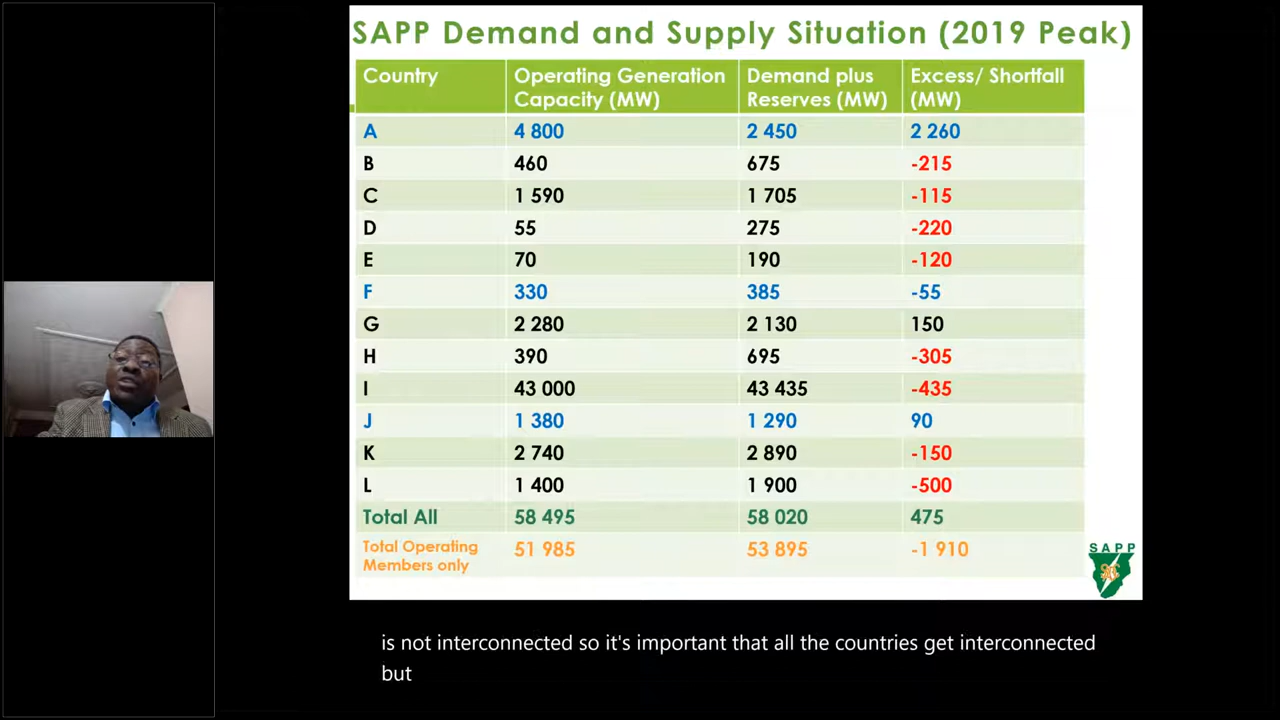 SAPP Demand and Supply Situation (2019 Peak)
Country Operating Generation Capacity (MW) Demand plus Reserves (MW) Excess/ Shortfall (MW)
A 4 800 2 450 2 260
B 460 675 -215
C 1 590 1 705 -115
D 55 275 -220
E 70 190 -120
F 330 385 -55
G 2 280 2 130 150
H 390 695 -305
I 43 000 43 435 -435
J 1 380 1 290 90
K 2 740 2 890 -150
L 1 400 1 900 -500
Total All 58 495 58 020 475
Total Operating Members only 51 985 53 895 -1 910
SAPP
is not interconnected so it's important that all the countries get interconnected
but